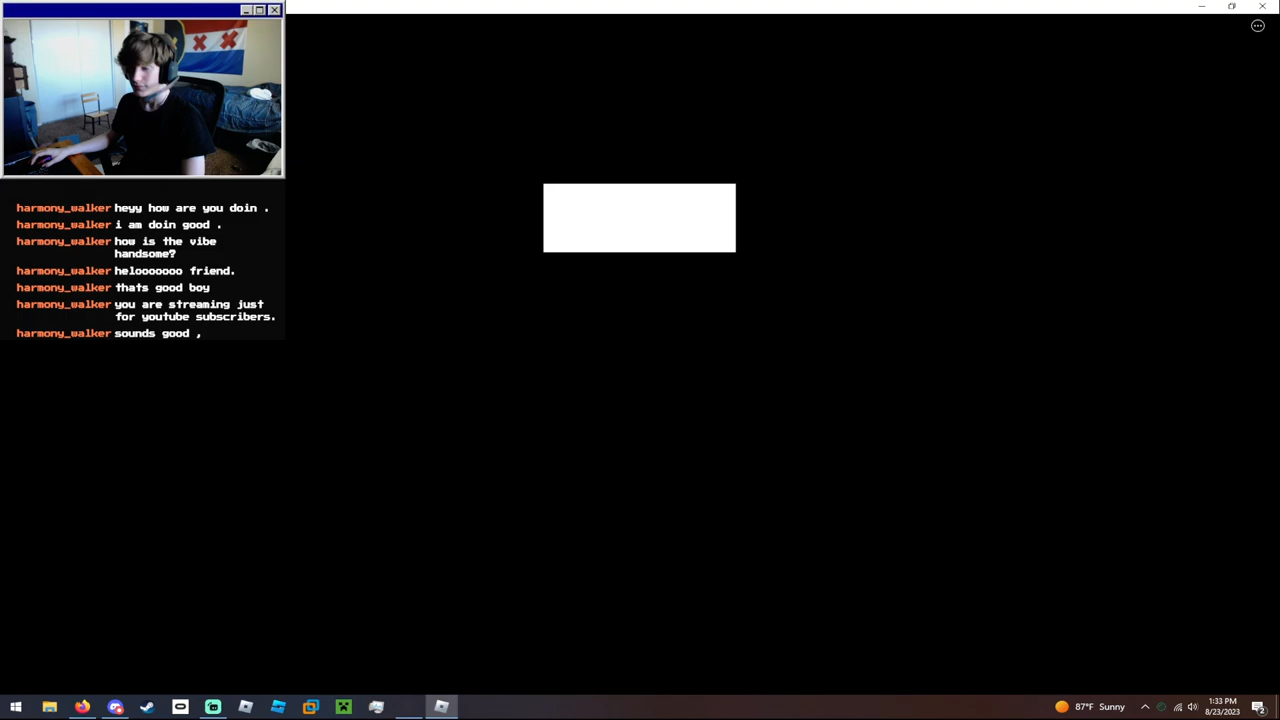 harmony_walker heyy how are you doin .
harmony_walker i am doin good .
harmony_walker how is the vibe
handsome?
harmony_walker helooooooo friend.
harmony_walker thats good boy
harmony_walker you are streaming just
for youtube subscribers.
harmony_walker sounds good ,
87°F Sunny
1:33 PM
8/23/2023
2